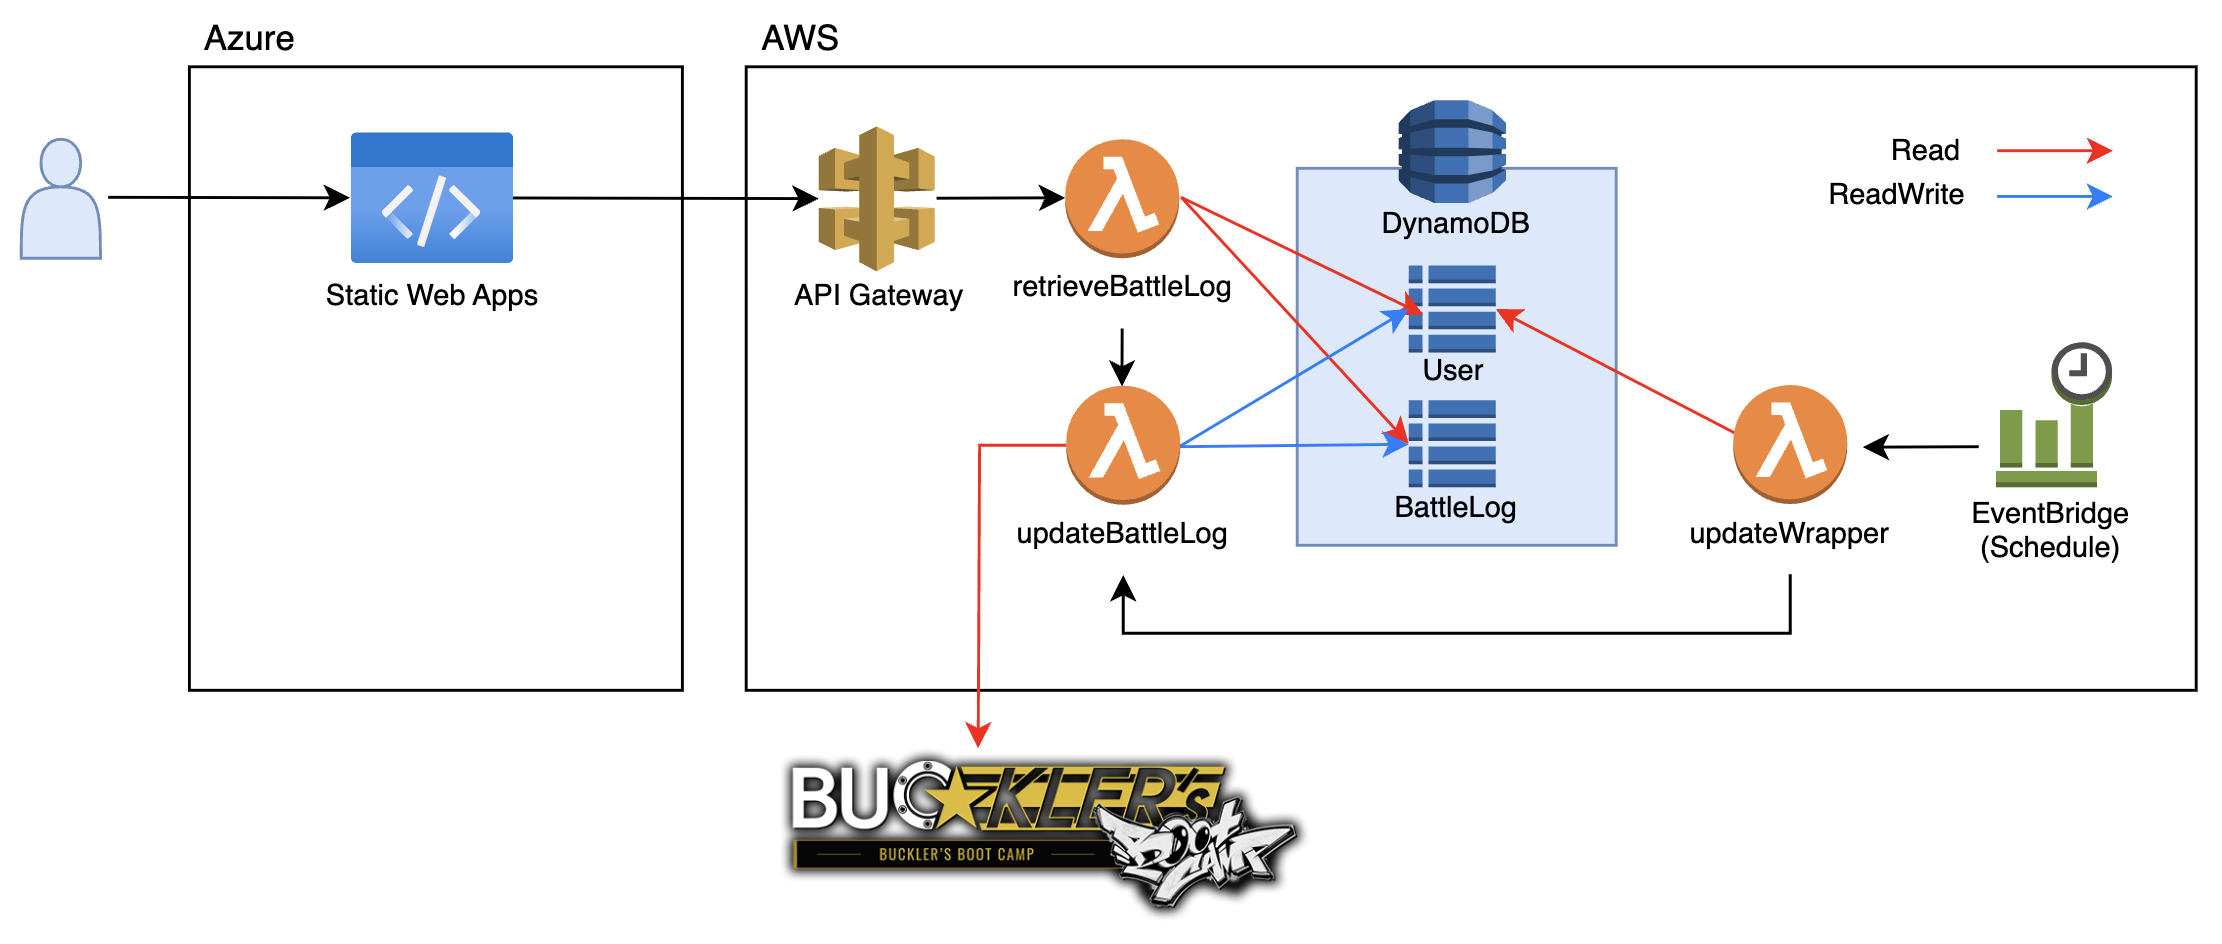 Azure
AWS
Static Web Apps
API Gateway
retrieveBattleLog
updateBattleLog
DynamoDB
User
BattleLog
Read
ReadWrite
updateWrapper
EventBridge
(Schedule)
BUCKLER'S
BOOT CAMP
BUCKLER'S BOOT CAMP